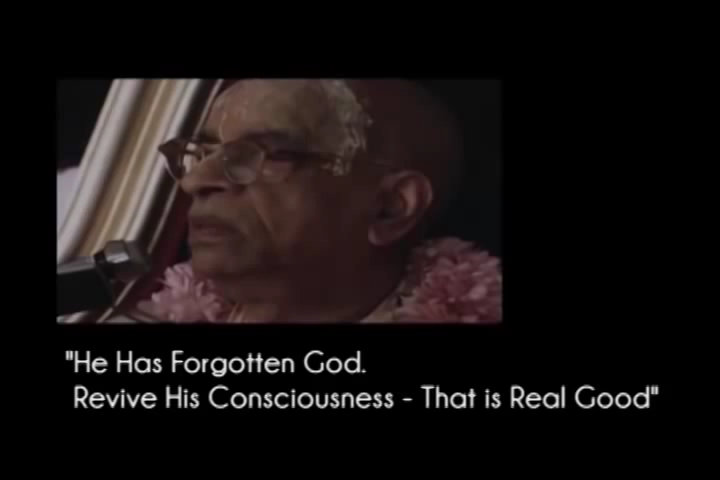 "He Has Forgotten God.
Revive His Consciousness - That is Real Good"